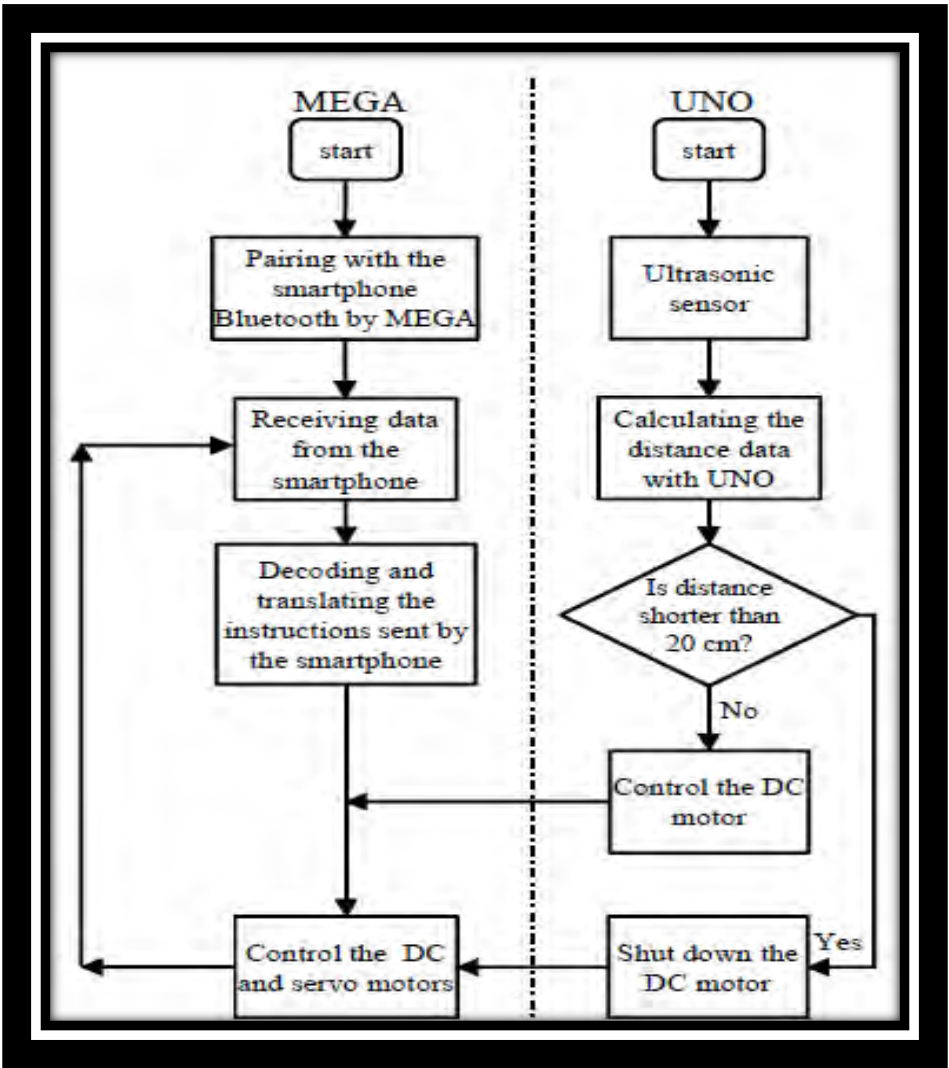 MEGA
start
Pairing with the
smartphone
Bluetooth by MEGA
Receiving data
from the
smartphone
Decoding and
translating the
instructions sent by
the smartphone
Control the DC
and servo motors
UNO
start
Ultrasonic
sensor
Calculating the
distance data
with UNO
Is distance
shorter than
20 cm?
No
Control the DC
motor
Yes
Shut down the
DC motor